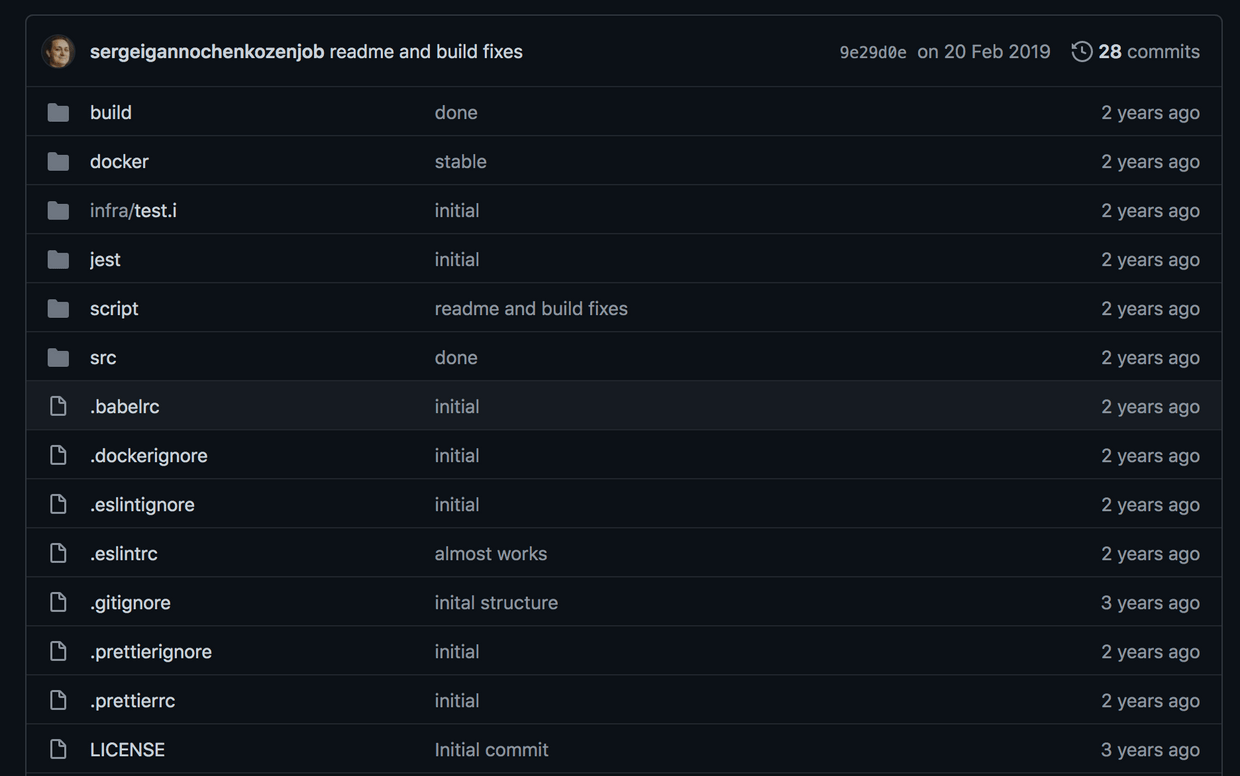 sergeigannochenkozenjob readme and build fixes 9e29d0e on 20 Feb 2019 28 commits
build done 2 years ago
docker stable 2 years ago
infra/test.i initial 2 years ago
jest initial 2 years ago
script readme and build fixes 2 years ago
src done 2 years ago
.babelrc initial 2 years ago
.dockerignore initial 2 years ago
.eslintignore initial 2 years ago
.eslintrc almost works 2 years ago
.gitignore inital structure 3 years ago
.prettierignore initial 2 years ago
.prettierrc initial 2 years ago
LICENSE Initial commit 3 years ago